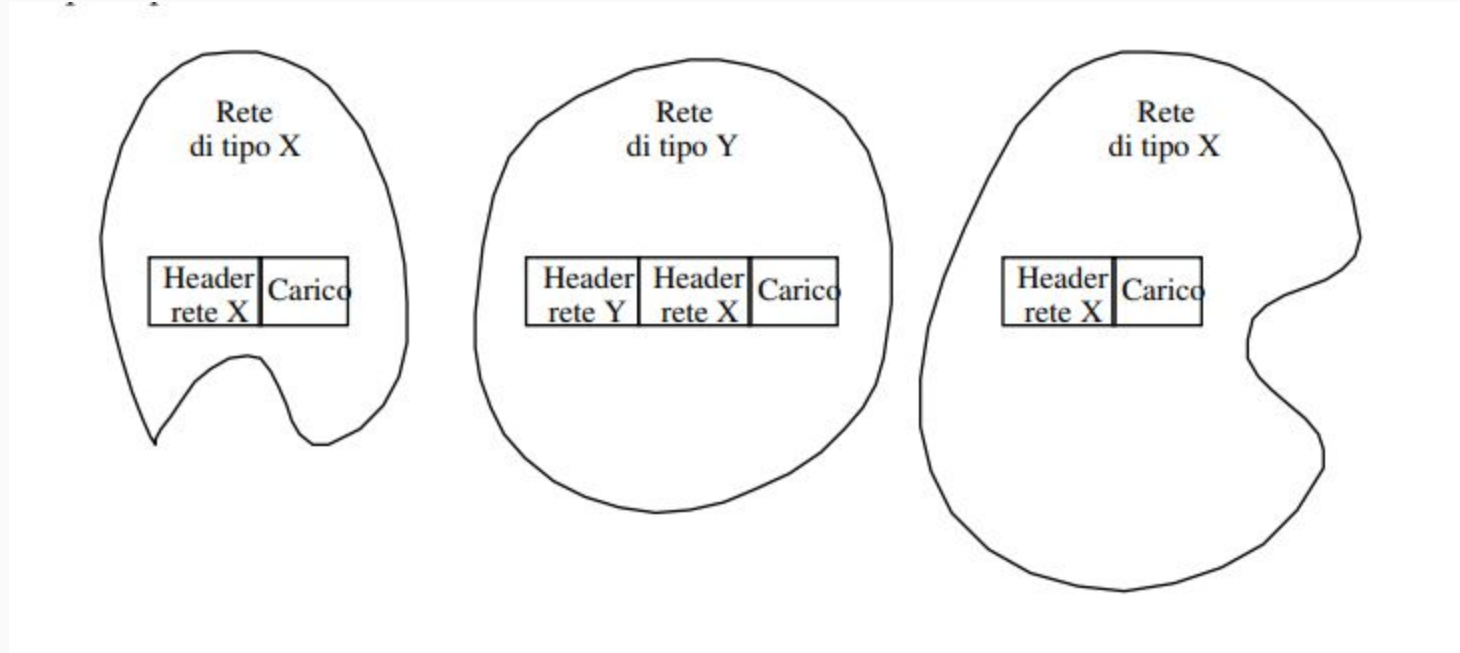 Rete
di tipo X
Header
rete X
Carico
Rete
di tipo Y
Header
rete Y
Header
rete X
Carico
Rete
di tipo X
Header
rete X
Carico